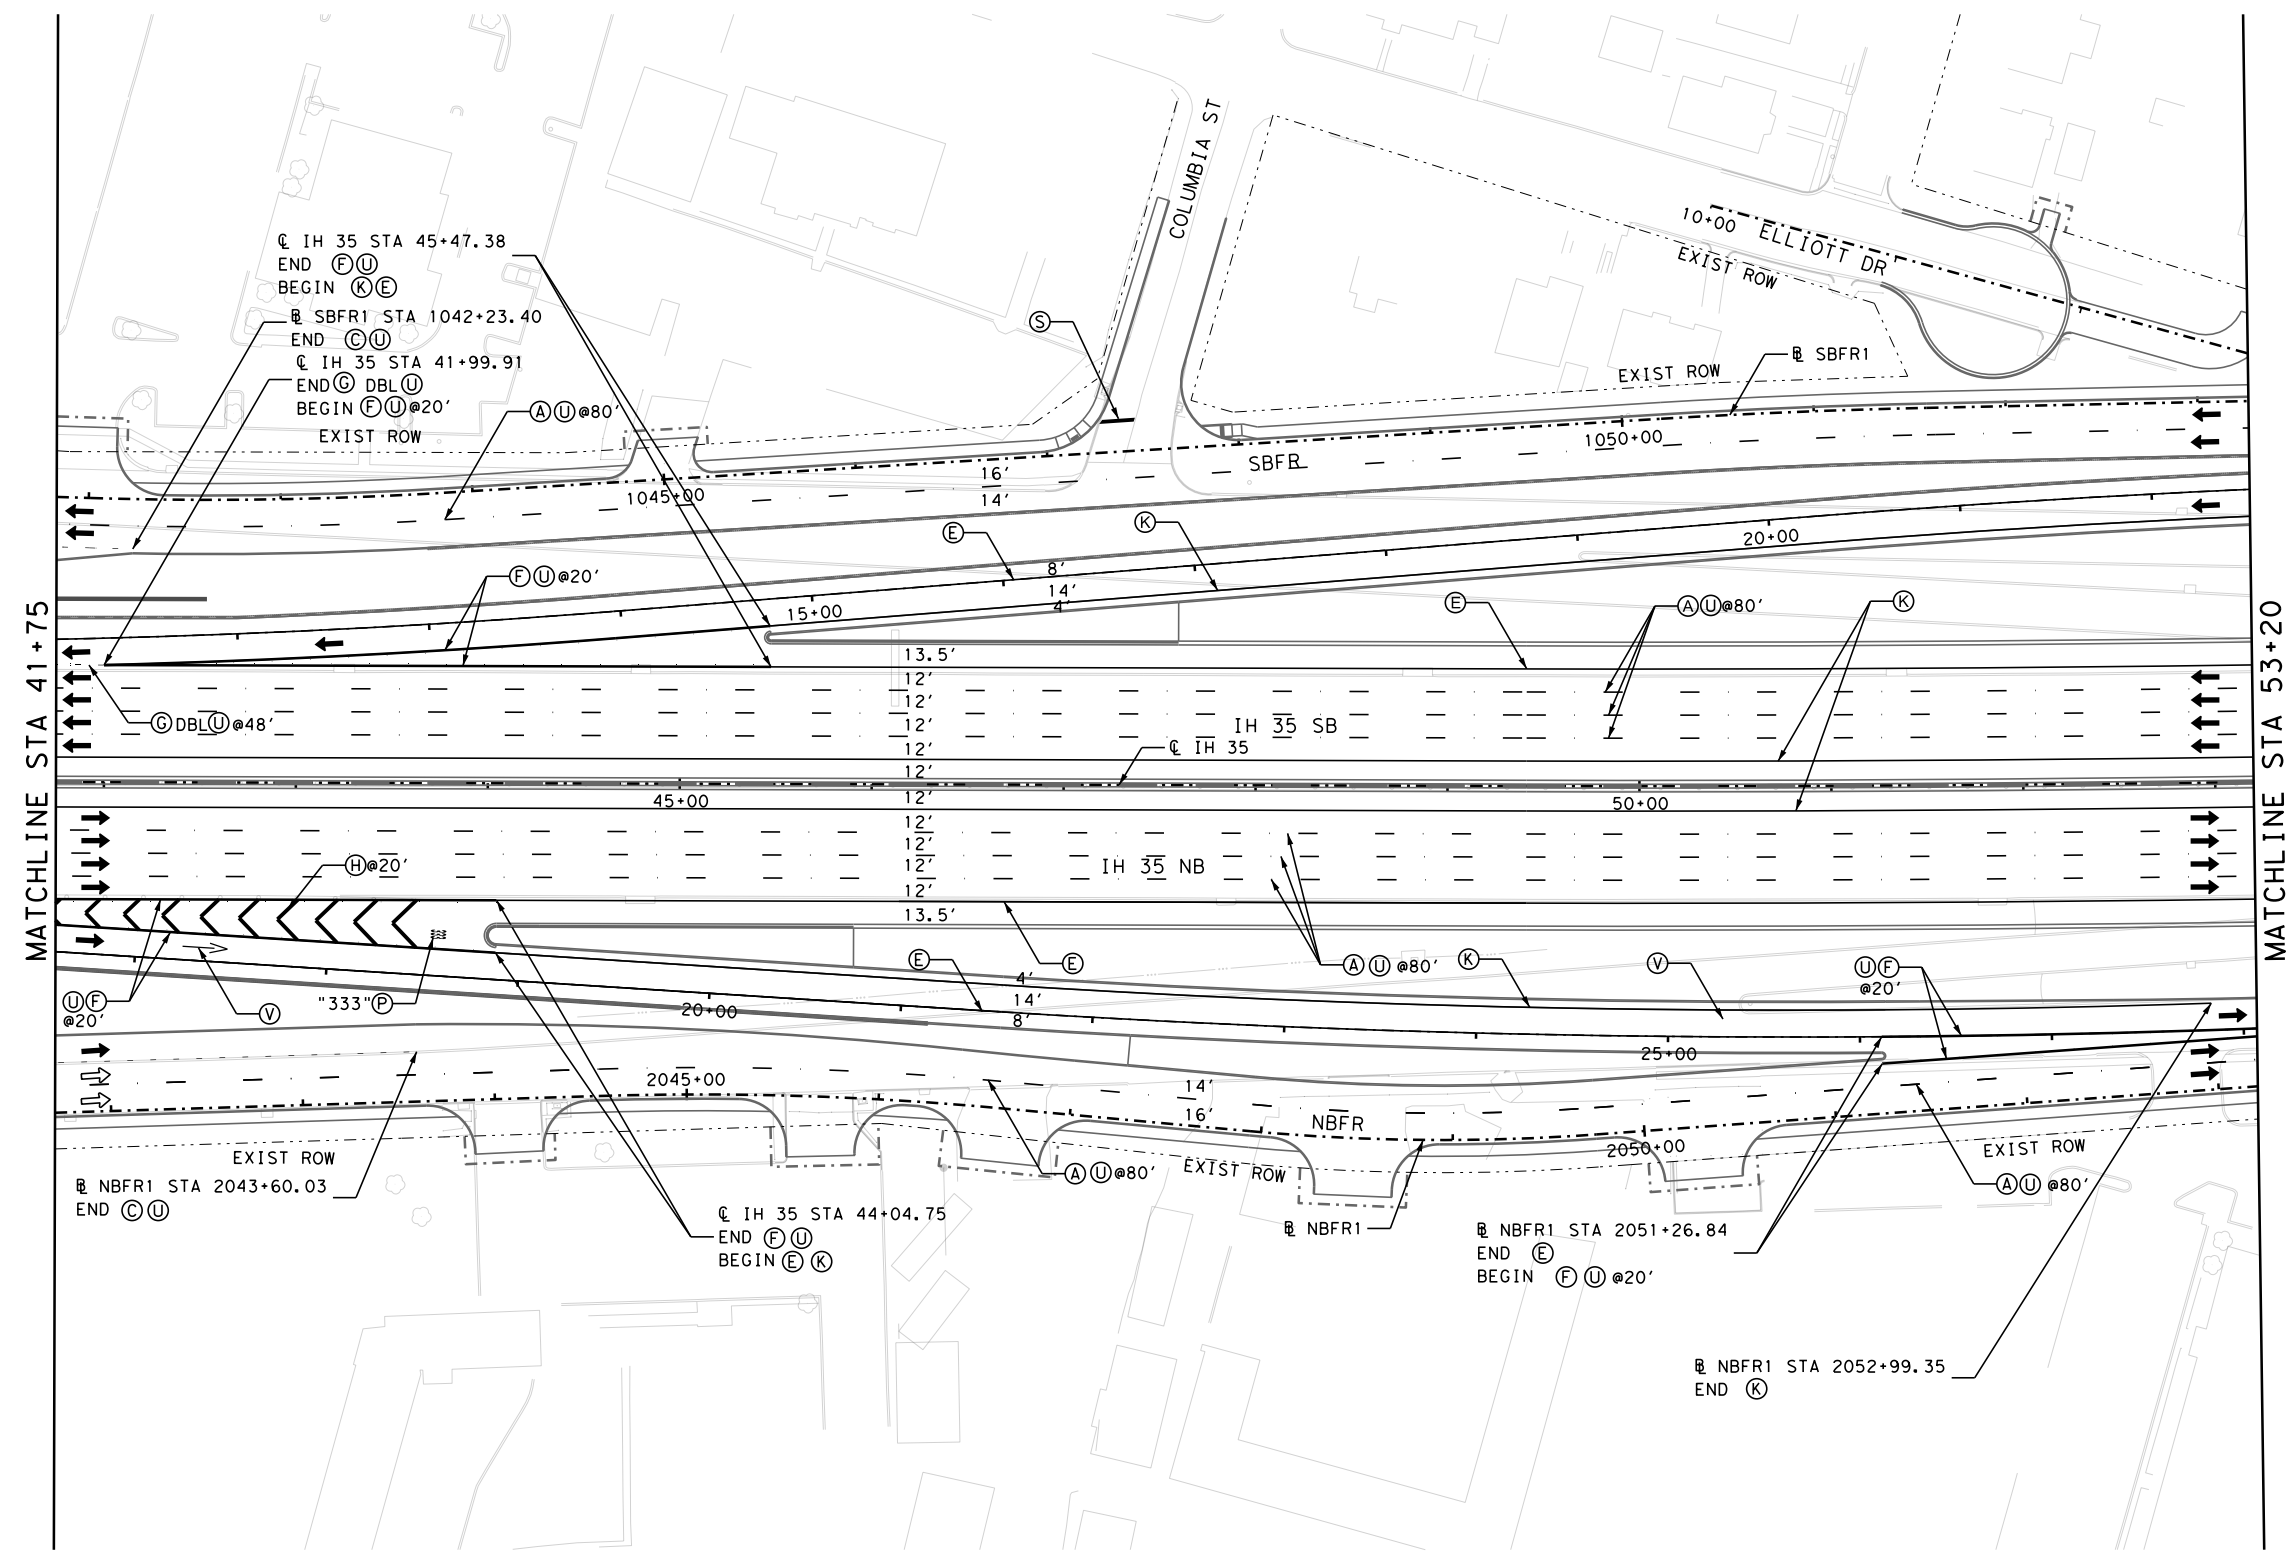 COLUMBIA ST
10+00 ELLIOTT DR
EXIST ROW
℄ IH 35 STA 45+47.38
END F U
BEGIN K E
℄ SBFR1 STA 1042+23.40
END C U
℄ IH 35 STA 41+99.91
END G DBL U
BEGIN F U @20'
EXIST ROW
A U @80'
S
EXIST ROW
℄ SBFR1
1045+00
16'
14'
SBFR
1050+00
E
K
20+00
F U @20'
8'
14'
4'
15+00
E
A U @80'
K
13.5'
12'
12'
12'
12'
12'
12'
12'
12'
12'
12'
13.5'
G DBL U @48'
IH 35 SB
℄ IH 35
45+00
50+00
H @20'
IH 35 NB
MATCHLINE STA 41+75
MATCHLINE STA 53+20
U F
@20'
V
"333" P
E
E
A U @80'
K
V
U F
@20'
4'
14'
8'
20+00
25+00
2045+00
14'
16'
NBFR
2050+00
EXIST ROW
A U @80'
EXIST ROW
EXIST ROW
A U @80'
℄ NBFR1 STA 2043+60.03
END C U
℄ IH 35 STA 44+04.75
END F U
BEGIN E K
℄ NBFR1
℄ NBFR1 STA 2051+26.84
END E
BEGIN F U @20'
℄ NBFR1 STA 2052+99.35
END K